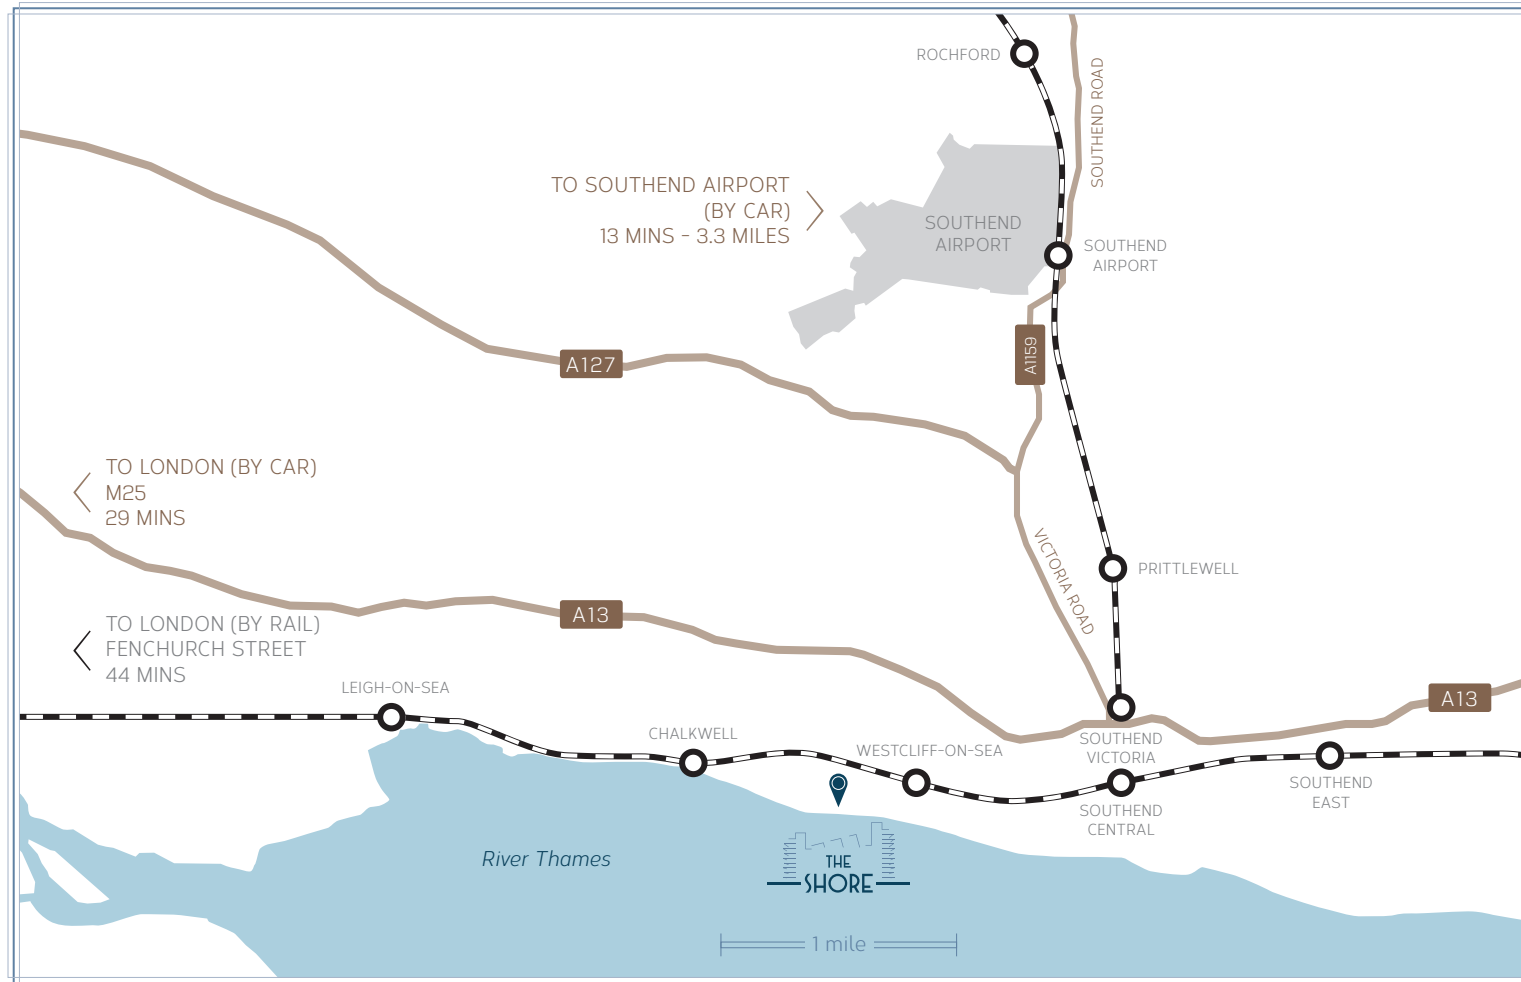 ROCHFORD
SOUTHEND ROAD
TO SOUTHEND AIRPORT
(BY CAR)
13 MINS - 3.3 MILES
SOUTHEND
AIRPORT
SOUTHEND
AIRPORT
A1159
A127
TO LONDON (BY CAR)
M25
29 MINS
VICTORIA ROAD
PRITTLEWELL
A13
TO LONDON (BY RAIL)
FENCHURCH STREET
44 MINS
LEIGH-ON-SEA
A13
CHALKWELL
WESTCLIFF-ON-SEA
SOUTHEND
VICTORIA
SOUTHEND
EAST
SOUTHEND
CENTRAL
River Thames
THE
SHORE
1 mile